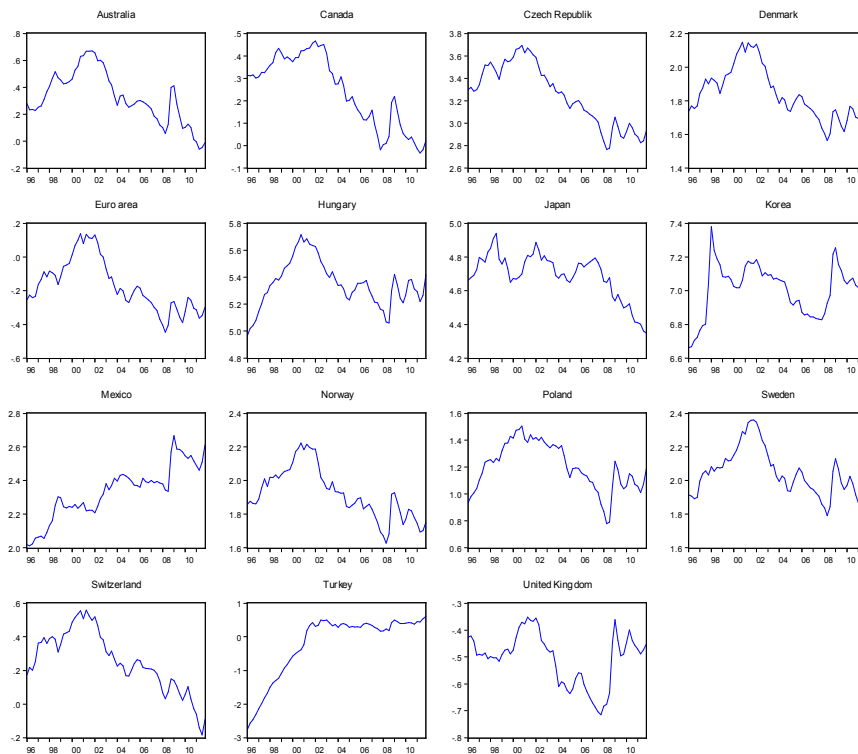 Australia
.8
.6
.4
.2
.0
-.2
96 98 00 02 04 06 08 10
Canada
.5
.4
.3
.2
.1
.0
-.1
96 98 00 02 04 06 08 10
Czech Republik
3.8
3.6
3.4
3.2
3.0
2.8
2.6
96 98 00 02 04 06 08 10
Denmark
2.2
2.0
1.8
1.6
1.4
96 98 00 02 04 06 08 10
Euro area
.2
.0
-.2
-.4
-.6
96 98 00 02 04 06 08 10
Hungary
5.8
5.6
5.4
5.2
5.0
4.8
96 98 00 02 04 06 08 10
Japan
5.0
4.8
4.6
4.4
4.2
96 98 00 02 04 06 08 10
Korea
7.4
7.2
7.0
6.8
6.6
96 98 00 02 04 06 08 10
Mexico
2.8
2.6
2.4
2.2
2.0
96 98 00 02 04 06 08 10
Norway
2.4
2.2
2.0
1.8
1.6
96 98 00 02 04 06 08 10
Poland
1.6
1.4
1.2
1.0
0.8
0.6
96 98 00 02 04 06 08 10
Sweden
2.4
2.2
2.0
1.8
1.6
96 98 00 02 04 06 08 10
Switzerland
.6
.4
.2
.0
-.2
96 98 00 02 04 06 08 10
Turkey
1
0
-1
-2
-3
96 98 00 02 04 06 08 10
United Kingdom
-.3
-.4
-.5
-.6
-.7
-.8
96 98 00 02 04 06 08 10